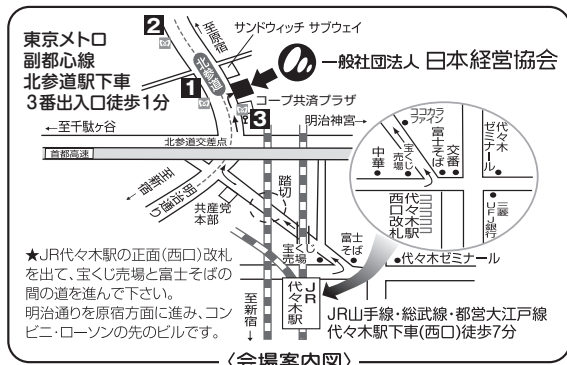 東京メトロ
副都心線
北参道駅下車
3番出入口徒歩1分
2
至原宿
サンドウィッチ サブウェイ
一般社団法人 日本経営協会
北参道
1
コープ共済プラザ
3
←至千駄ヶ谷
明治神宮→
北参道交差点
首都高速
至新宿
明治通り
共産党
本部
踏切
宝くじ
売場
富士
そば
代々木ゼミナール
JR
代々木駅
至新宿
ココカラ
ファイン
中華
宝くじ
売場
富士そば
交番
代々木
ゼミナール
代々木駅
西口改札
三菱
UFJ銀行
★JR代々木駅の正面(西口)改札
を出て、宝くじ売場と富士そばの
間の道を進んで下さい。
明治通りを原宿方面に進み、コン
ビニ・ローソンの先のビルです。
JR山手線・総武線・都営大江戸線
代々木駅下車(西口)徒歩7分
〈会場案内図〉